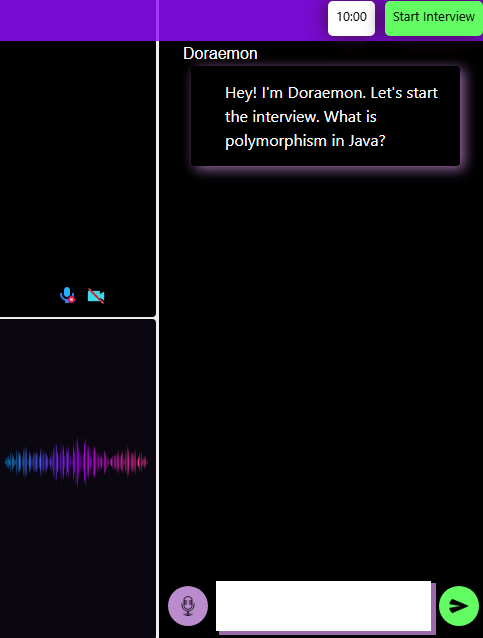 10:00
Start Interview
Doraemon
Hey! I'm Doraemon. Let's start
the interview. What is
polymorphism in Java?